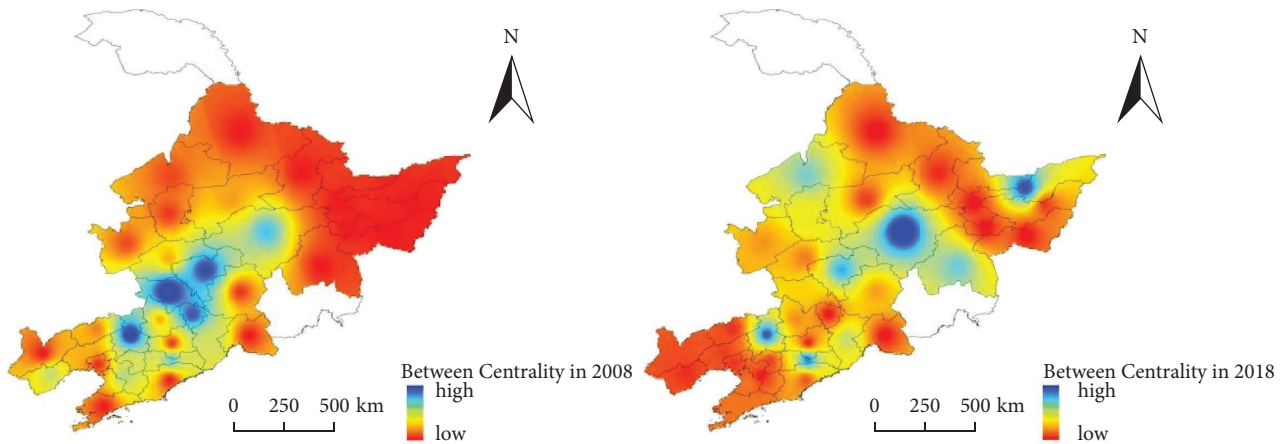 N
Between Centrality in 2008
high
low
0 250 500 km
N
Between Centrality in 2018
high
low
0 250 500 km